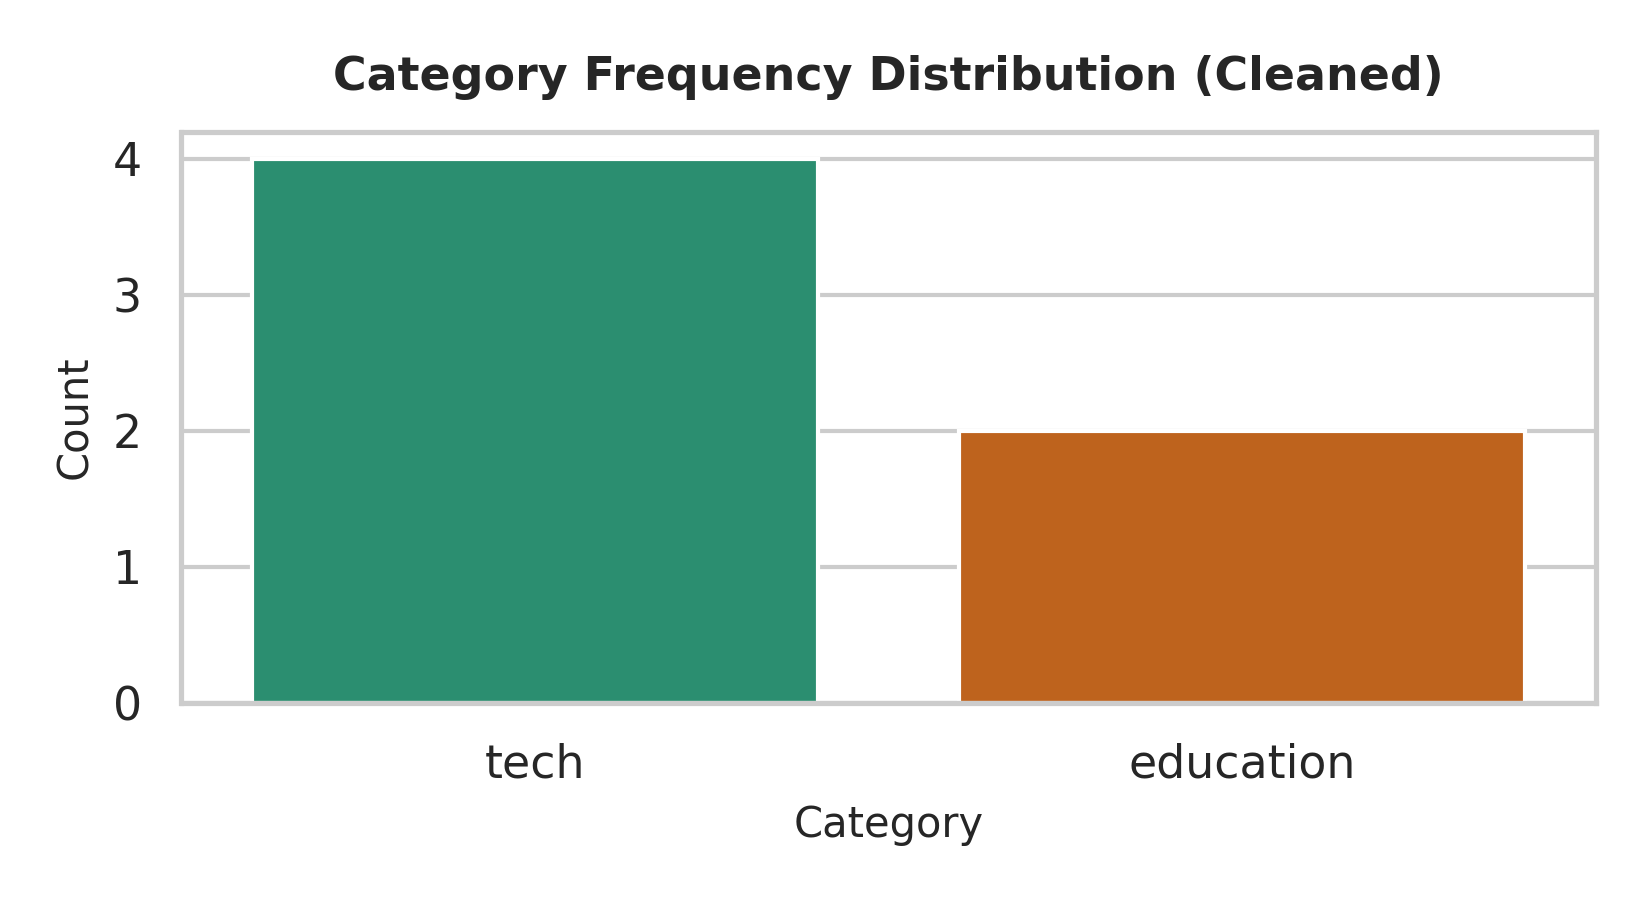 Category Frequency Distribution (Cleaned)
4
3
2
1
0
Count
tech education
Category